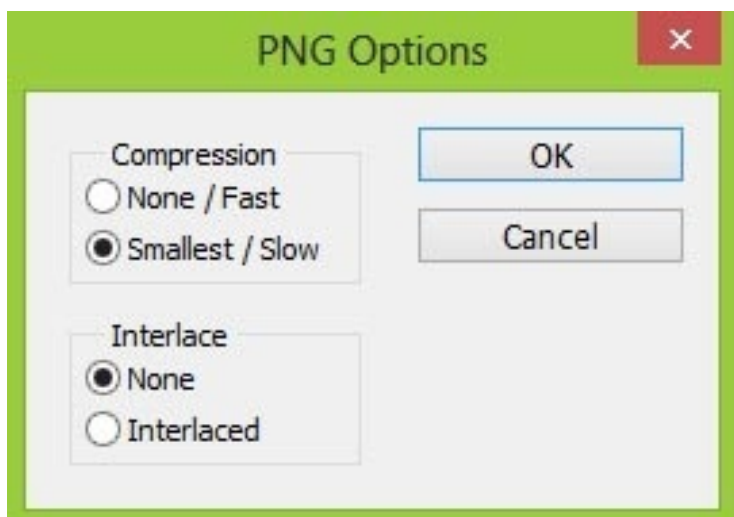 PNG Options
Compression
None / Fast
Smallest / Slow
OK
Cancel
Interlace
None
Interlaced